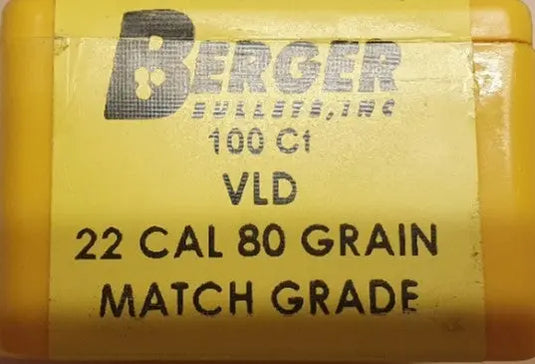 BERGER
BULLETS, INC
100 Ct
VLD
22 CAL 80 GRAIN
MATCH GRADE